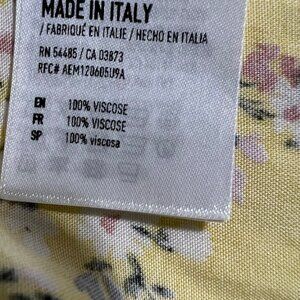 MADE IN ITALY
/ FABRIQUÉ EN ITALIE / HECHO EN ITALIA
RN 54485 / CA 03873
RFC# AEM120605U9A
EN 100% VISCOSE
FR 100% VISCOSE
SP 100% viscosa